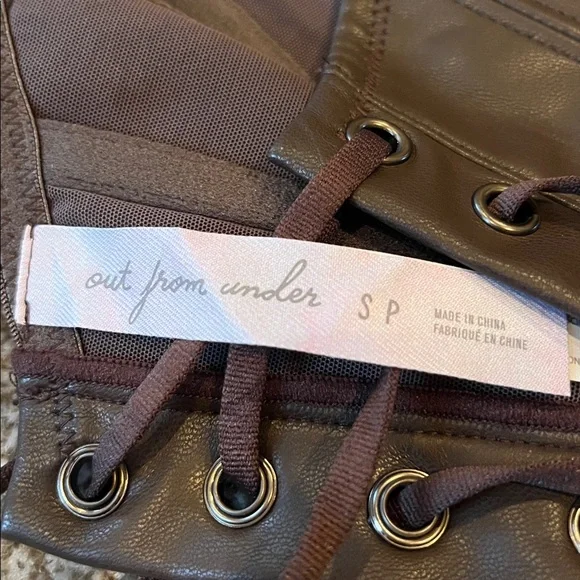 out from under
S P
MADE IN CHINA
FABRIQUÉ EN CHINE